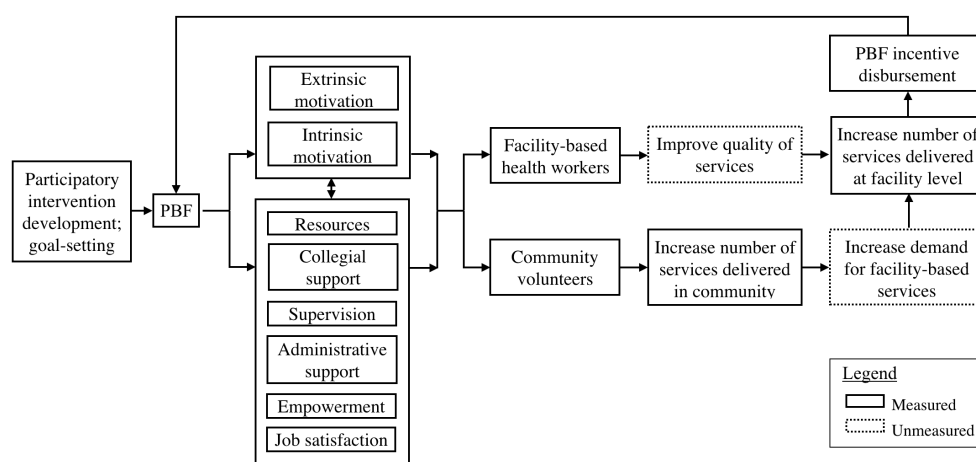 Participatory
intervention
development;
goal-setting
PBF
Extrinsic
motivation
Intrinsic
motivation
Resources
Collegial
support
Supervision
Administrative
support
Empowerment
Job satisfaction
Facility-based
health workers
Community
volunteers
Improve quality of
services
Increase number of
services delivered
in community
PBF incentive
disbursement
Increase number of
services delivered
at facility level
Increase demand
for facility-based
services
Legend
Measured
Unmeasured